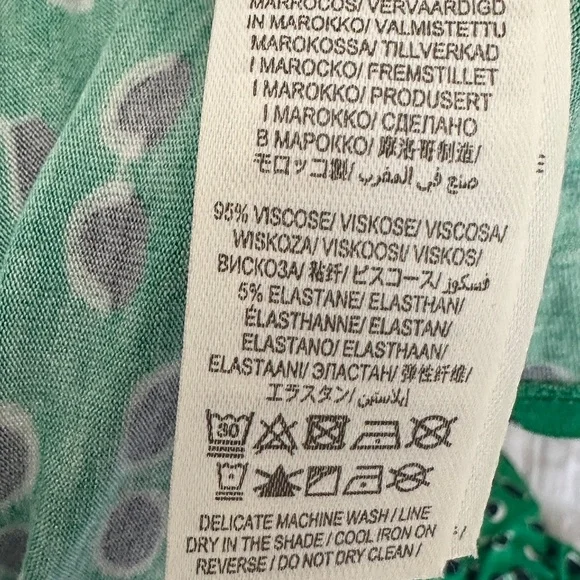 MARROCOS/ VERVAARDIGD
IN MAROKKO/ VALMISTETTU
MAROKOSSA/ TILLVERKAD
I MAROCKO/ FREMSTILLET
I MAROKKO/ PRODUSERT
I MAROKKO/ СДЕЛАНО
В МАРОККО/ 摩洛哥制造/
モロッコ製/ صنع في المغرب
95% VISCOSE/ VISKOSE/ VISCOSA/
WISKOZA/ VISKOOSI/ VISKOS/
ВИСКОЗА/ 粘纤/ ビスコース/ فسكوز
5% ELASTANE/ ELASTHAN/
ÉLASTHANNE/ ELASTAN/
ELASTANO/ ELASTHAAN/
ELASTAANI/ ЭЛАСТАН/ 弹性纤维/
エラスタン/ إيلاستين
30
DELICATE MACHINE WASH / LINE
DRY IN THE SHADE / COOL IRON ON
REVERSE / DO NOT DRY CLEAN /